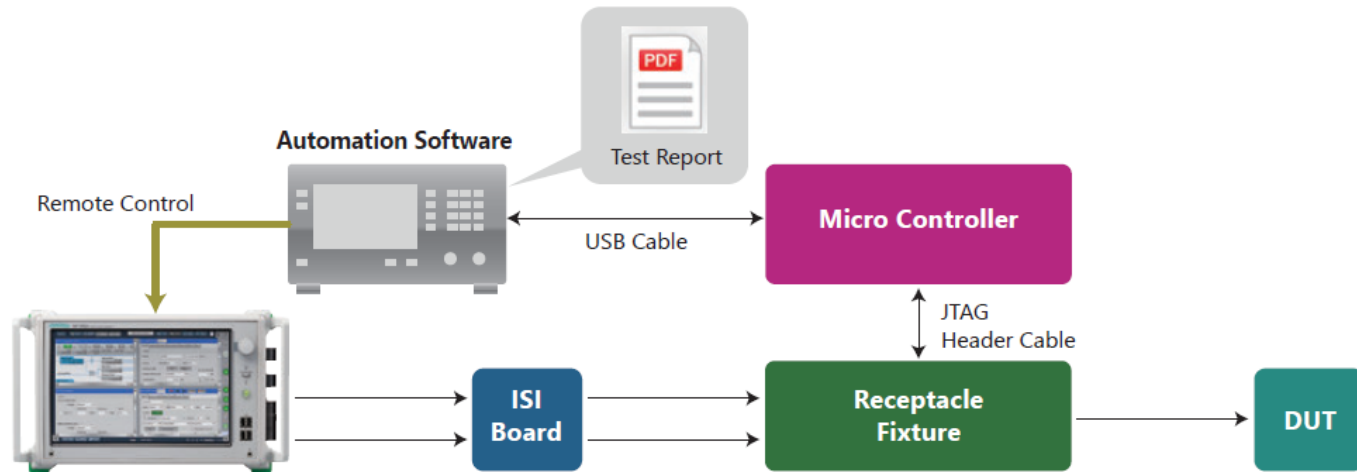 PDF
Test Report
Automation Software
Remote Control
USB Cable
Micro Controller
JTAG
Header Cable
ISI
Board
Receptacle
Fixture
DUT